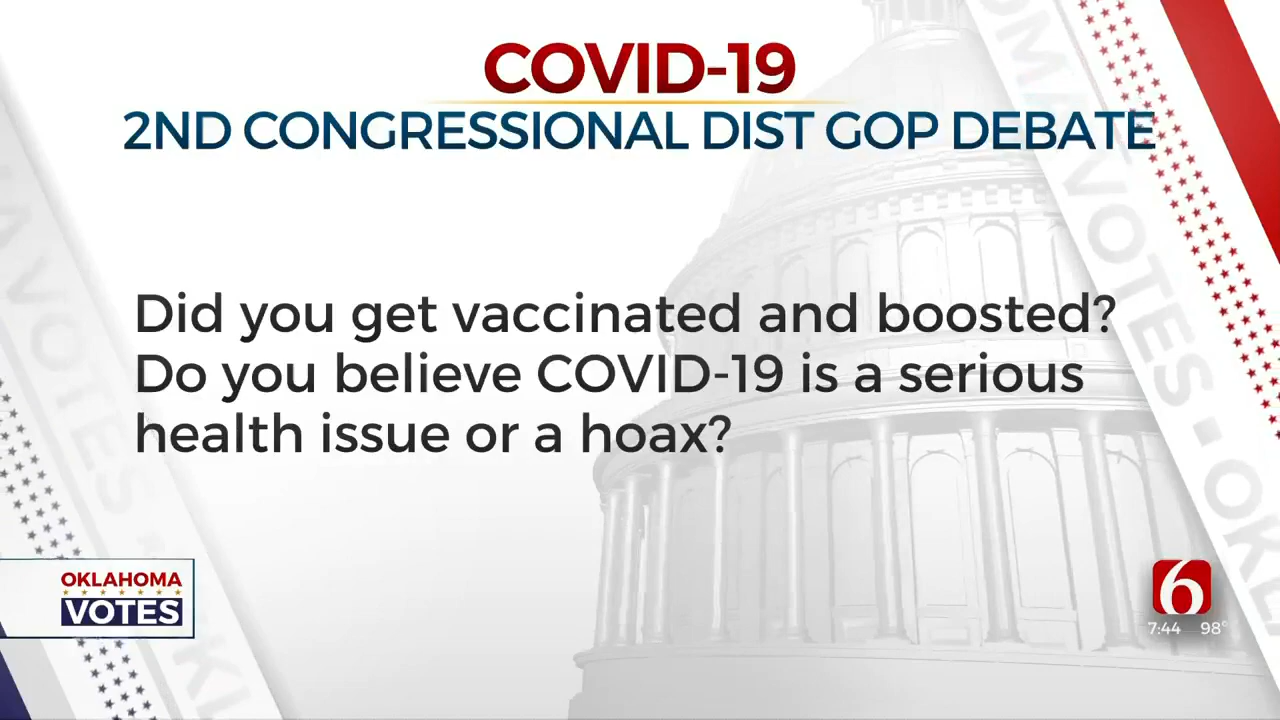 COVID-19
2ND CONGRESSIONAL DIST GOP DEBATE
Did you get vaccinated and boosted?
Do you believe COVID-19 is a serious
health issue or a hoax?
OKLAHOMA
VOTES
6
7:44 98°